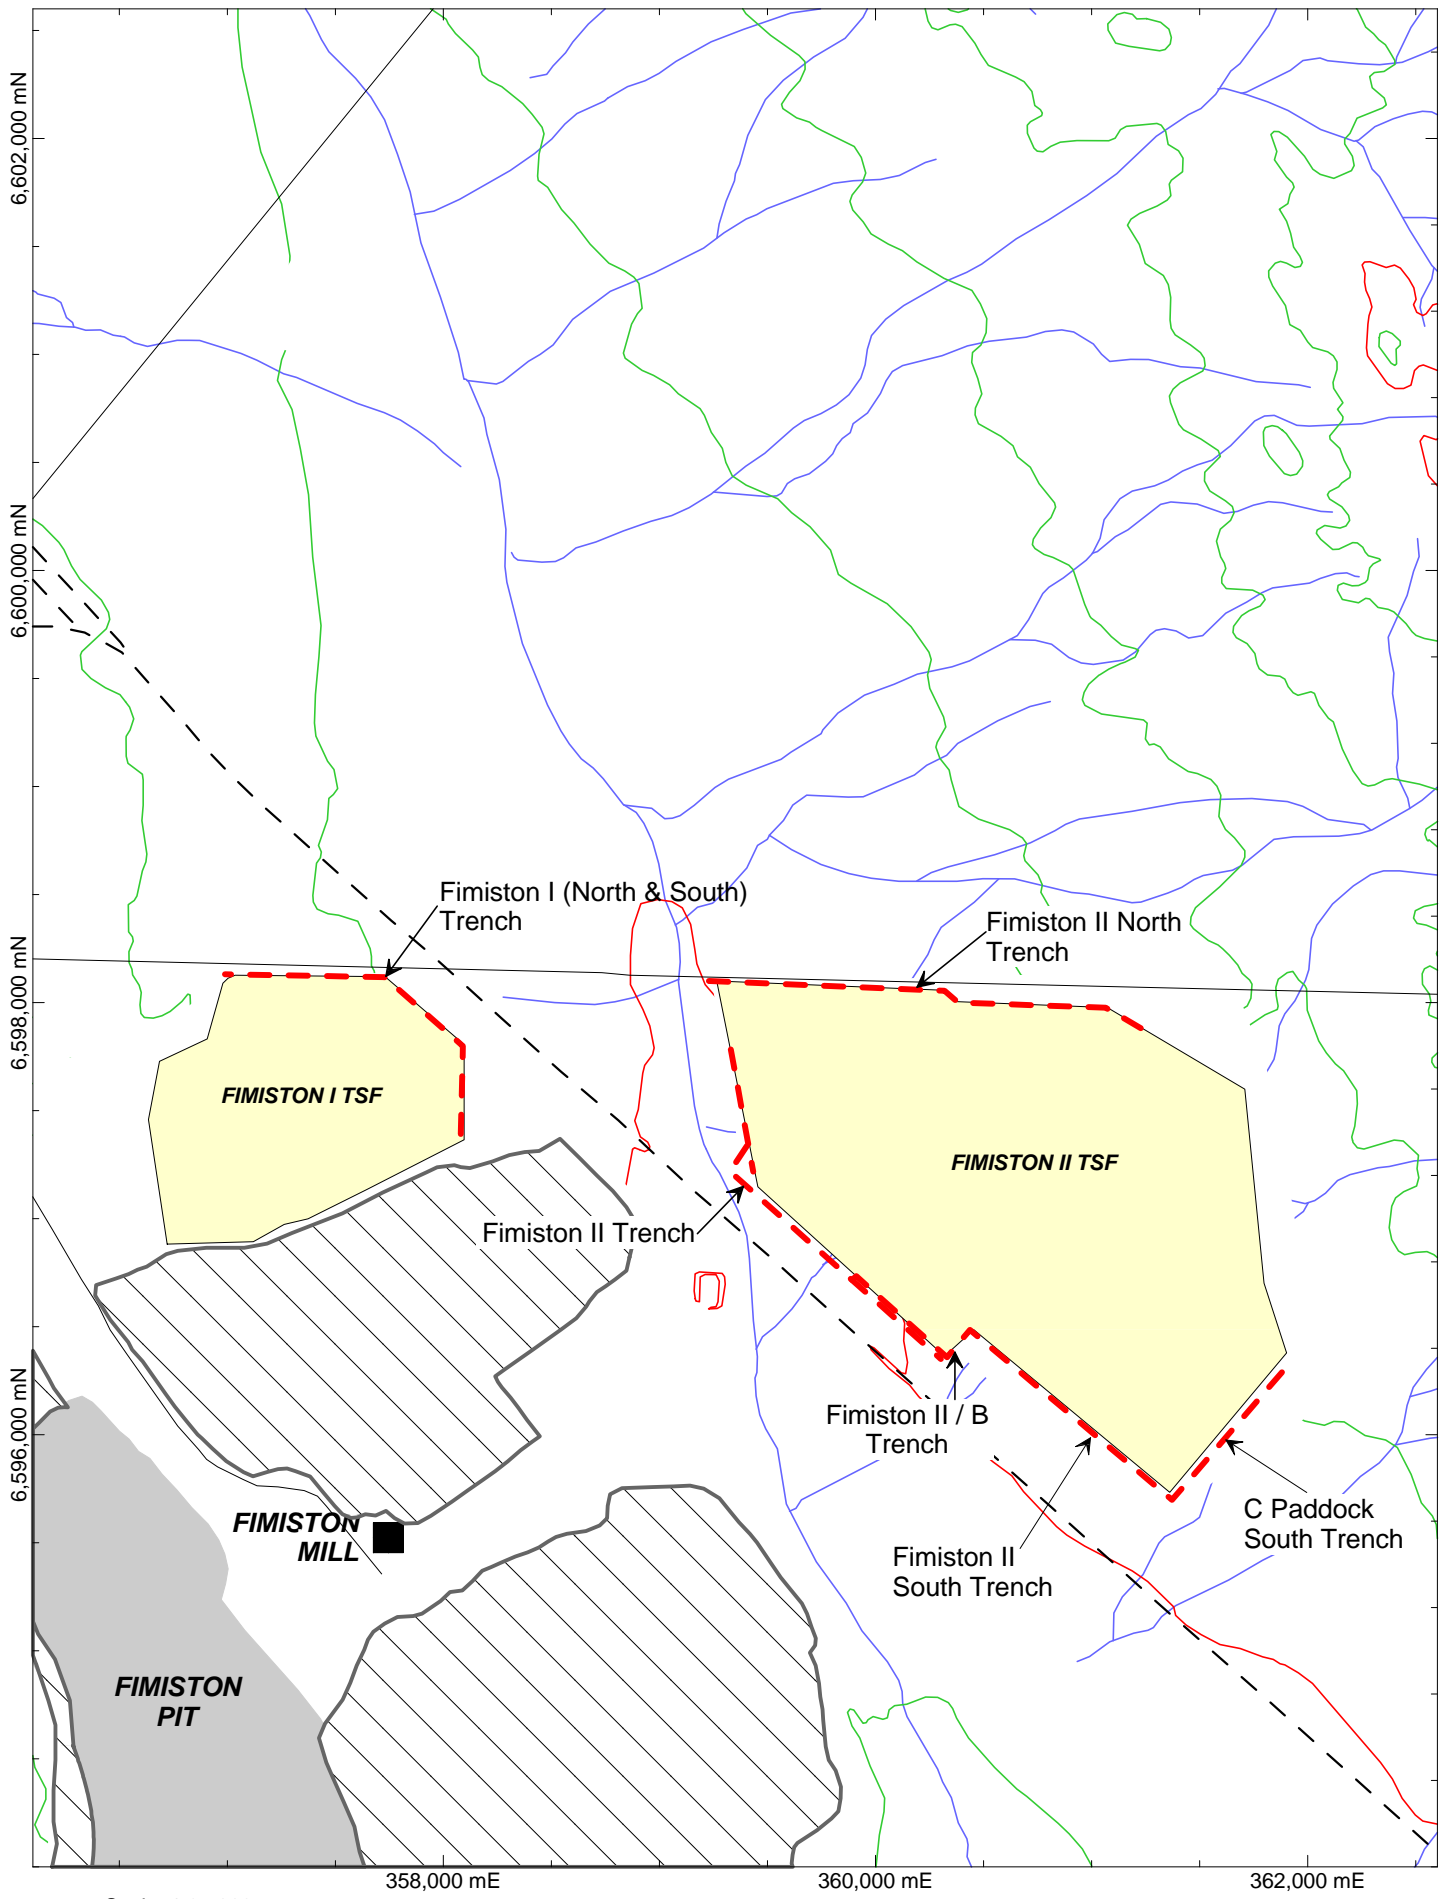 6,602,000 mN
6,600,000 mN
Fimiston I (North & South)
Trench
Fimiston II North
Trench
6,598,000 mN
FIMISTON I TSF
FIMISTON II TSF
Fimiston II Trench
6,596,000 mN
Fimiston II / B
Trench
C Paddock
South Trench
FIMISTON
MILL
Fimiston II
South Trench
FIMISTON
PIT
358,000 mE
360,000 mE
362,000 mE